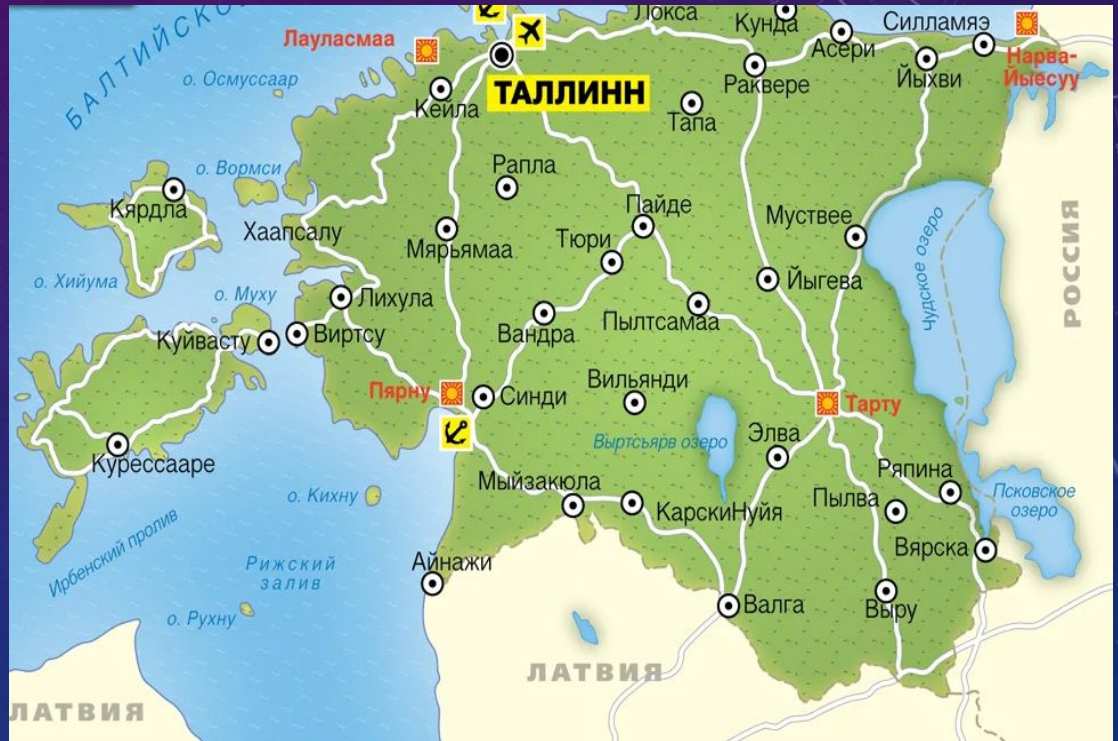 БАЛТИЙСКОЕ
Лауласмаа
ТАЛЛИНН
Локса
Кунда
Асери
Силламяэ
Нарва-
Йыесуу
Йыхви
Раквере
Тапа
Кейла
о. Осмуссаар
о. Вормси
Рапла
Кярдла
Хаапсалу
Мярьямаа
Пайде
Тюри
Муствее
Чудское озеро
РОССИЯ
о. Хийума
о. Муху
Лихула
Йыгева
Куйвасту
Виртсу
Вандра
Пылтсамаа
Пярну
Синди
Вильянди
Тарту
Выртсьярв озеро
Элва
Курессааре
о. Кихну
Мыйзакюла
КарскиНуйя
Пылва
Ряпина
Псковское
озеро
Вярска
Ирбенский пролив
Рижский
залив
Айнажи
о. Рухну
Валга
Выру
ЛАТВИЯ
ЛАТВИЯ